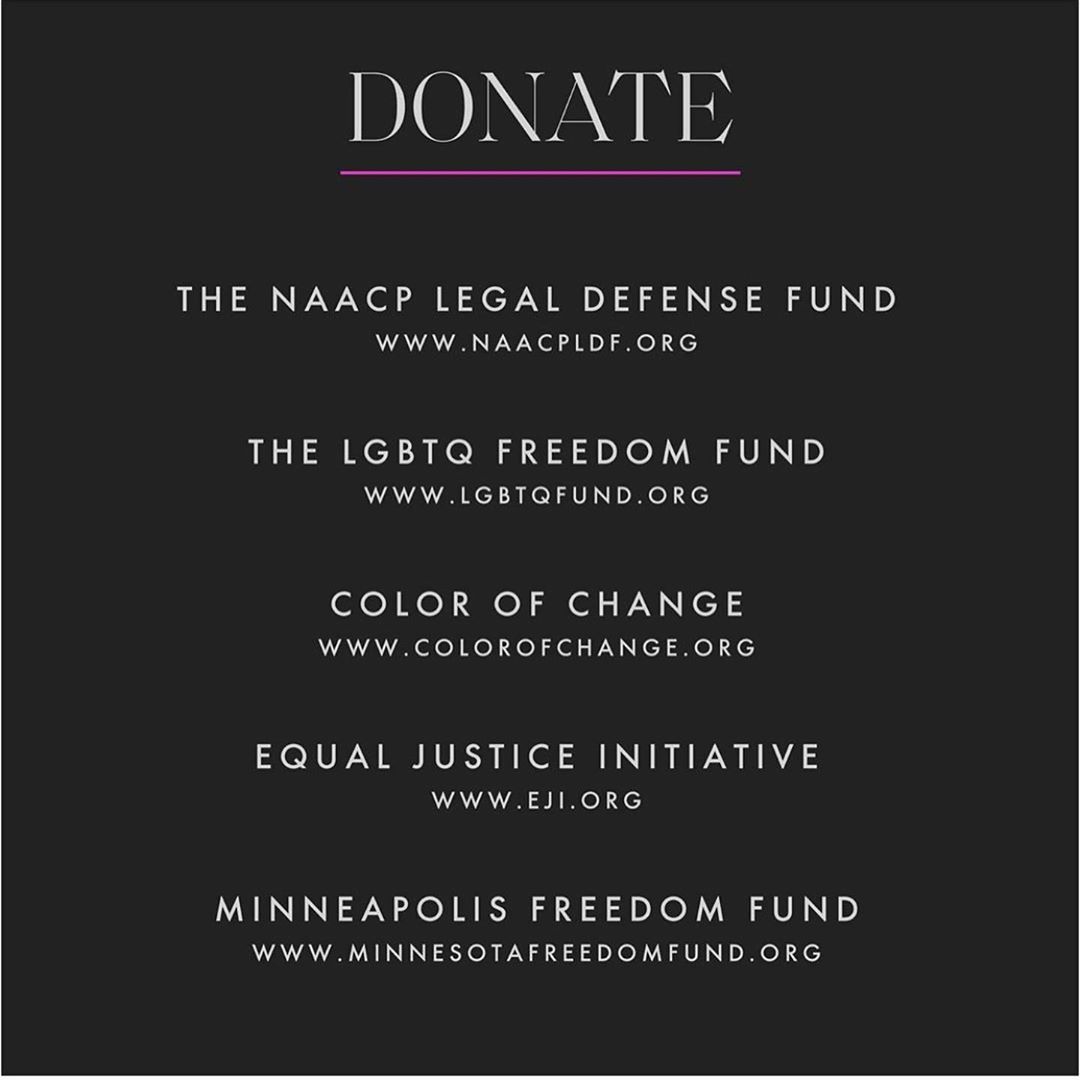 DONATE
THE NAACP LEGAL DEFENSE FUND
WWW.NAACPLDF.ORG
THE LGBTQ FREEDOM FUND
WWW.LGBTQFUND.ORG
COLOR OF CHANGE
WWW.COLOROFCHANGE.ORG
EQUAL JUSTICE INITIATIVE
WWW.EJI.ORG
MINNEAPOLIS FREEDOM FUND
WWW.MINNESOTAFREEDOMFUND.ORG